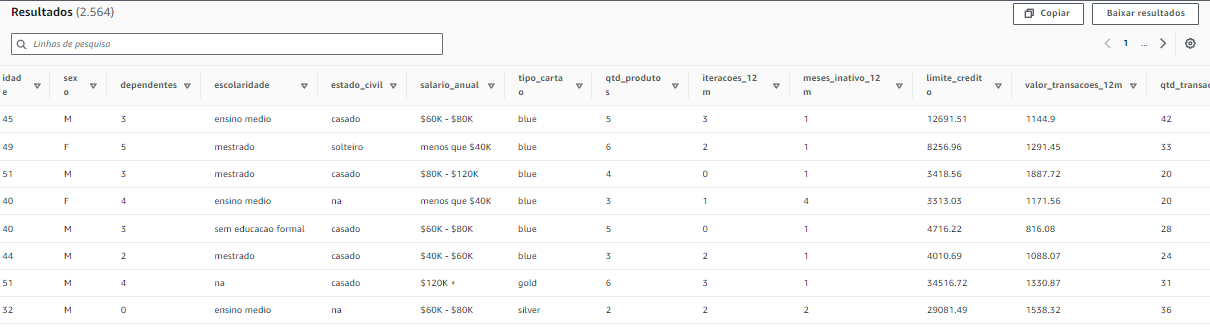 Resultados (2.564)
Copiar
Baixar resultados
Linhas de pesquisa
1 ...
idade sexo dependentes escolaridade estado_civil salario_anual tipo_cartao qtd_produtos iteracoes_12m meses_inativo_12m limite_credito valor_transacoes_12m qtd_transac
45 M 3 ensino medio casado $60K - $80K blue 5 3 1 12691.51 1144.9 42
49 F 5 mestrado solteiro menos que $40K blue 6 2 1 8256.96 1291.45 33
51 M 3 mestrado casado $80K - $120K blue 4 0 1 3418.56 1887.72 20
40 F 4 ensino medio na menos que $40K blue 3 1 4 3313.03 1171.56 20
40 M 3 sem educacao formal casado $60K - $80K blue 5 0 1 4716.22 816.08 28
44 M 2 mestrado casado $40K - $60K blue 3 2 1 4010.69 1088.07 24
51 M 4 na casado $120K + gold 6 3 1 34516.72 1330.87 31
32 M 0 ensino medio na $60K - $80K silver 2 2 2 29081.49 1538.32 36